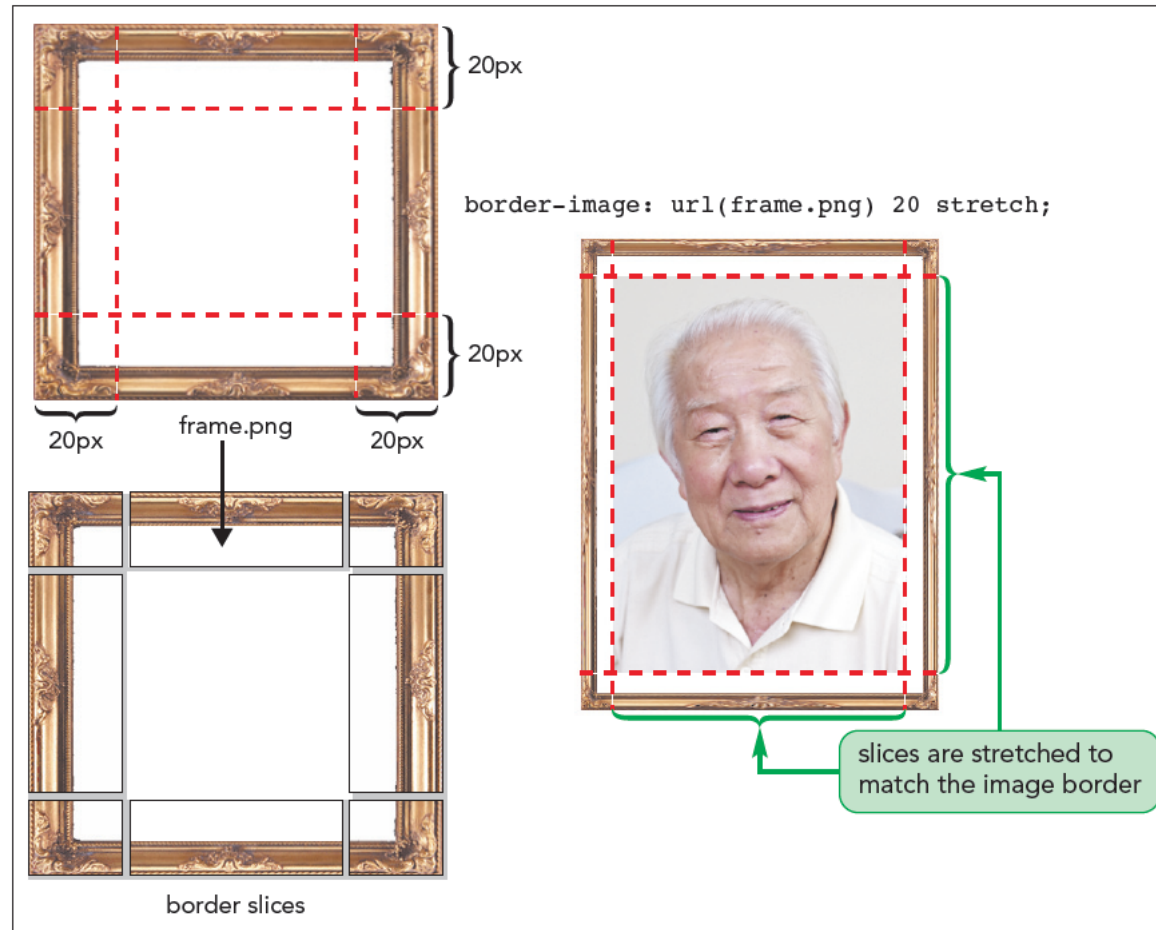 20px
border-image: url(frame.png) 20 stretch;
20px
20px
frame.png
20px
slices are stretched to
match the image border
border slices